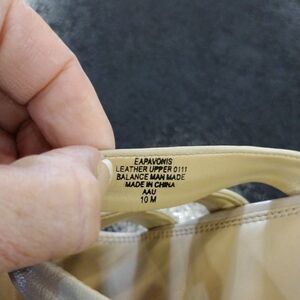 EAPAVONIS
LEATHER UPPER 0111
BALANCE MAN MADE
MADE IN CHINA
AAU
10 M